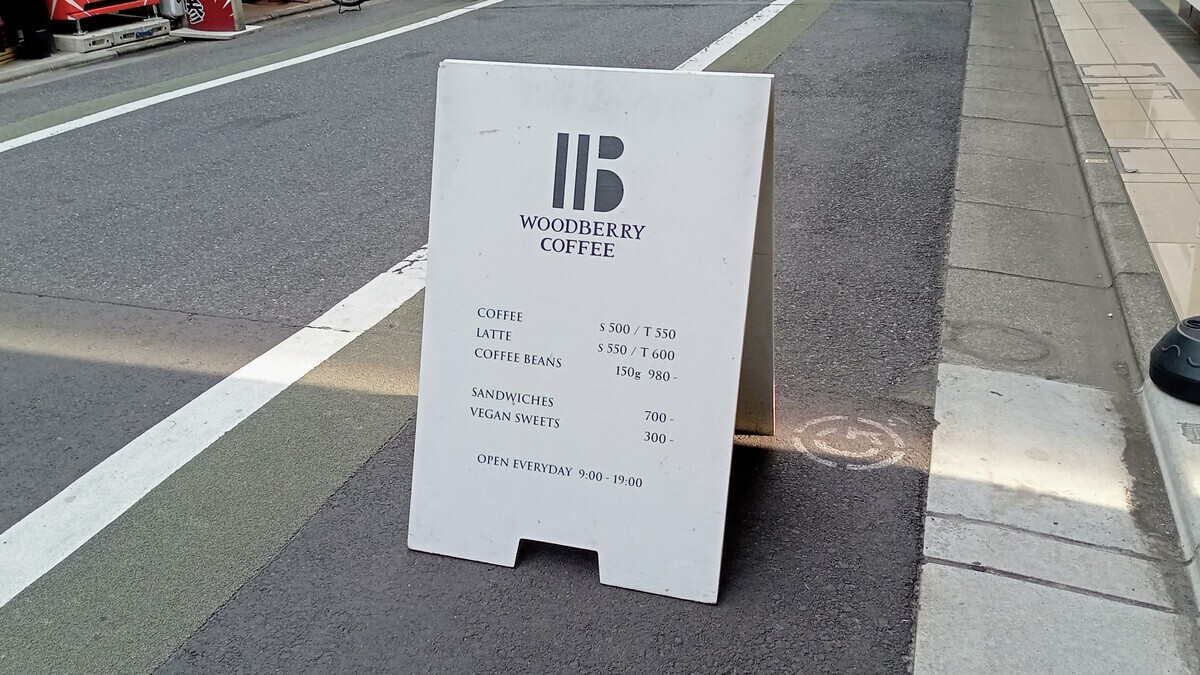 WOODBERRY
COFFEE
COFFEE S 500 / T 550
LATTE S 550 / T 600
COFFEE BEANS 150g 980-
SANDWICHES 700-
VEGAN SWEETS 300-
OPEN EVERYDAY 9:00 - 19:00